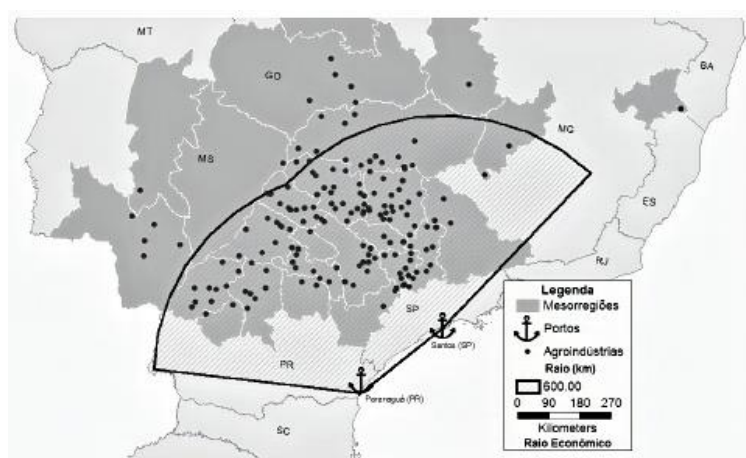 MT
BA
GO
MG
MS
ES
RJ
SP
Santos (SP)
PR
Paranaguá (PR)
SC
Legenda
Mesorregiões
Portos
Agroindústrias
Raio (km)
600.00
0 90 180 270
Kilometers
Raio Econômico